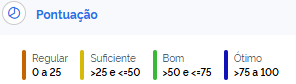 Pontuação
Regular Suficiente Bom Ótimo
0 a 25 >25 e <=50 >50 e <=75 >75 a 100